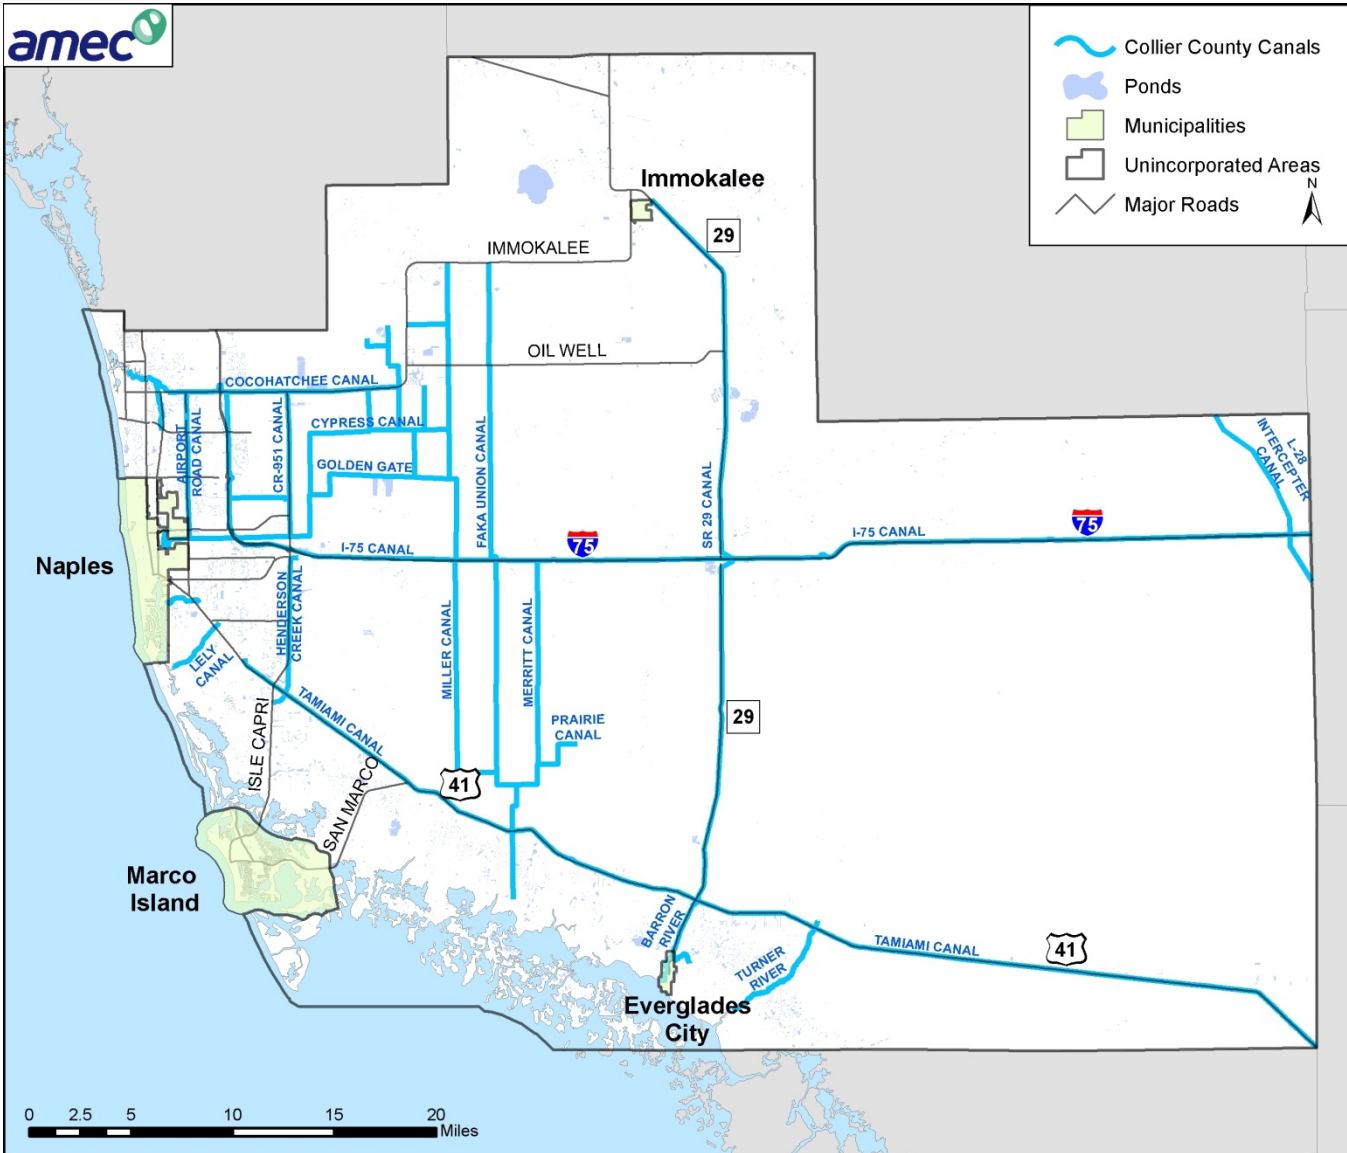 amec
Collier County Canals
Ponds
Municipalities
Unincorporated Areas
Major Roads
N
Immokalee
29
IMMOKALEE
OIL WELL
COCOHATCHEE CANAL
CYPRESS CANAL
GOLDEN GATE
AIRPORT
ROAD CANAL
CR-951 CANAL
FAKA UNION CANAL
SR 29 CANAL
L-28
INTERCEPTER
CANAL
75
I-75 CANAL
75
I-75 CANAL
Naples
HENDERSON
CREEK CANAL
MILLER CANAL
MERRITT CANAL
LELY
CANAL
TAMIAMI CANAL
ISLE CAPRI
PRAIRIE
CANAL
29
41
SAN MARCO
Marco
Island
BARRON
RIVER
TURNER
RIVER
TAMIAMI CANAL
41
Everglades
City
0 2.5 5 10 15 20
Miles